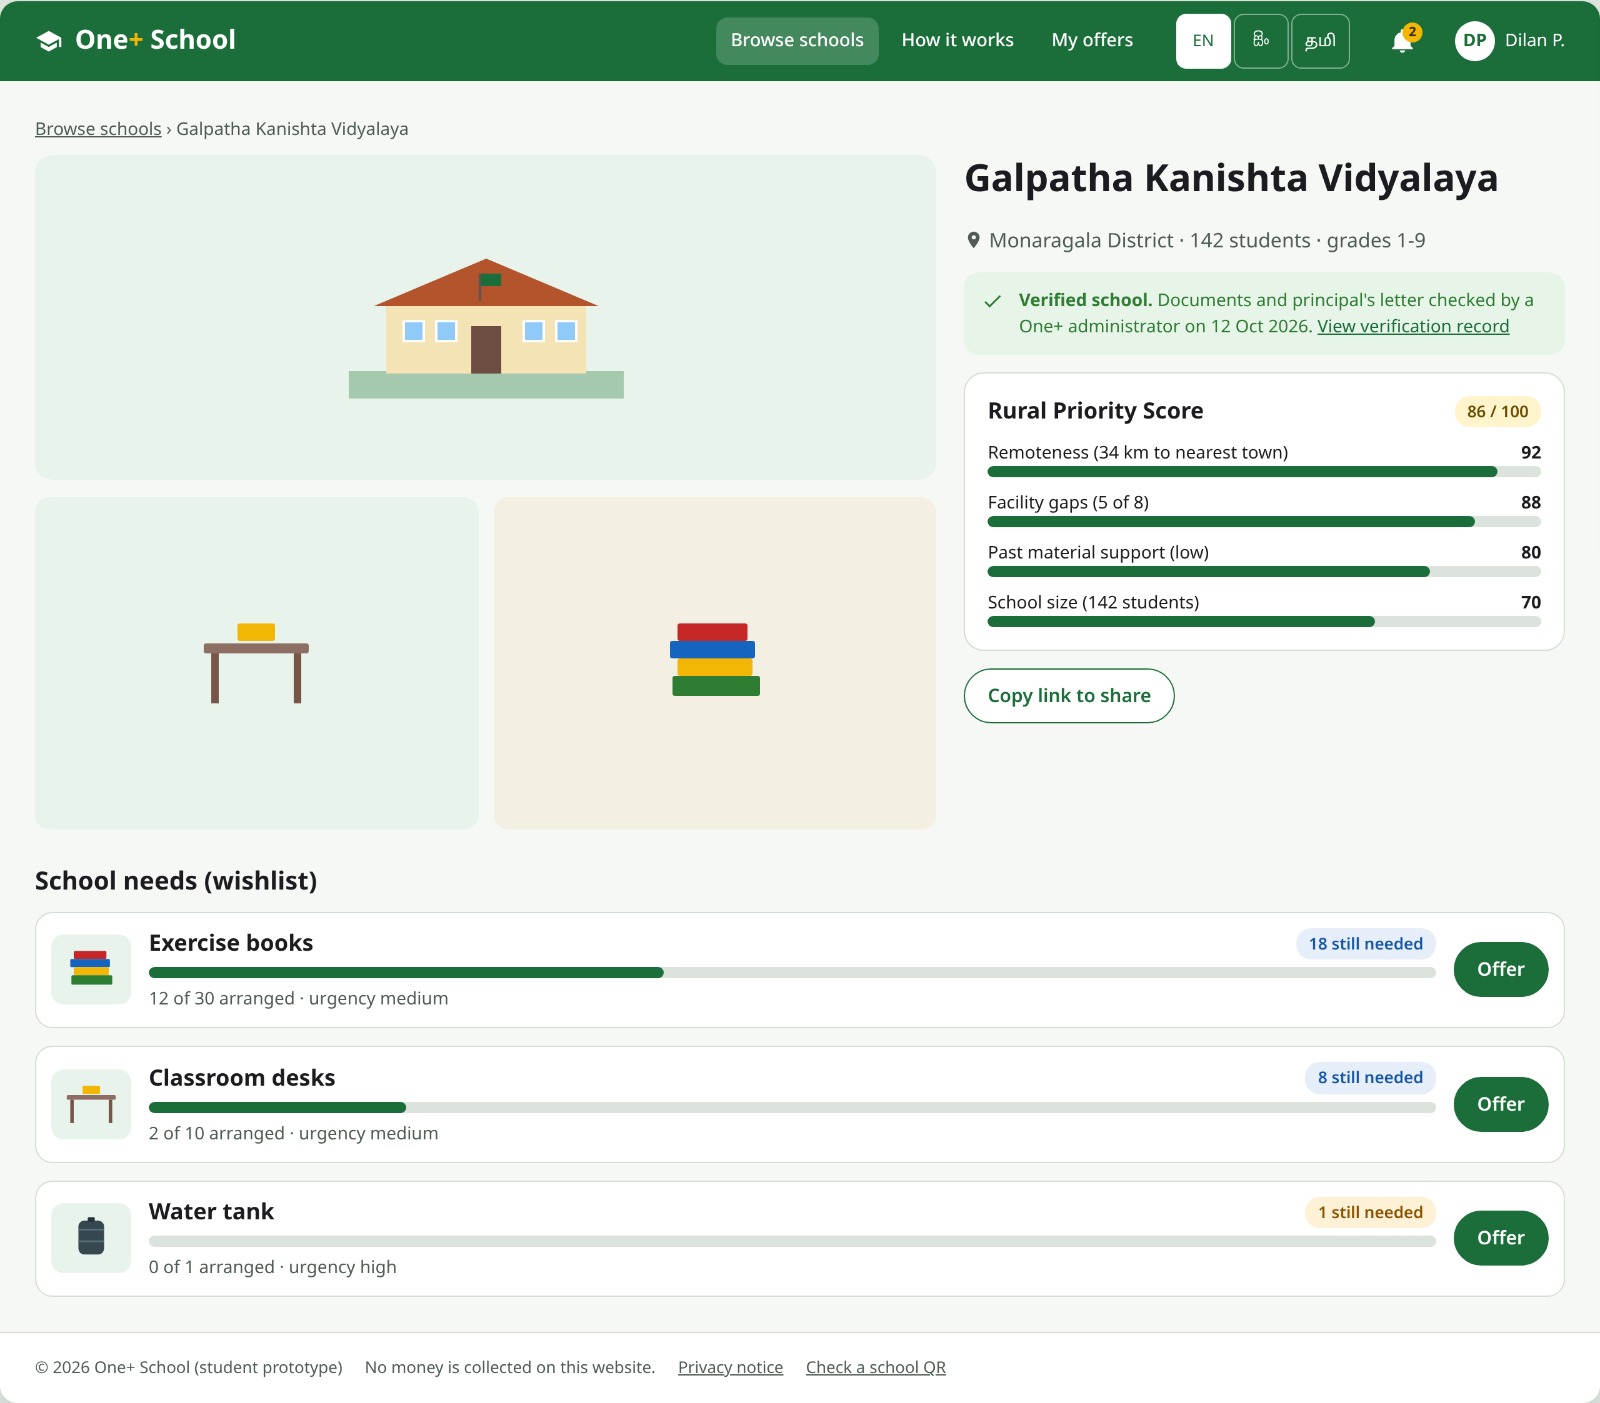 One+ School
Browse schools
How it works
My offers
EN
සිං
தமி
2
DP
Dilan P.
Browse schools › Galpatha Kanishta Vidyalaya
Galpatha Kanishta Vidyalaya
Monaragala District · 142 students · grades 1-9
Verified school. Documents and principal's letter checked by a
One+ administrator on 12 Oct 2026. View verification record
Rural Priority Score
86 / 100
Remoteness (34 km to nearest town)
92
Facility gaps (5 of 8)
88
Past material support (low)
80
School size (142 students)
70
Copy link to share
School needs (wishlist)
Exercise books
18 still needed
12 of 30 arranged · urgency medium
Offer
Classroom desks
8 still needed
2 of 10 arranged · urgency medium
Offer
Water tank
1 still needed
0 of 1 arranged · urgency high
Offer
© 2026 One+ School (student prototype)
No money is collected on this website.
Privacy notice
Check a school QR